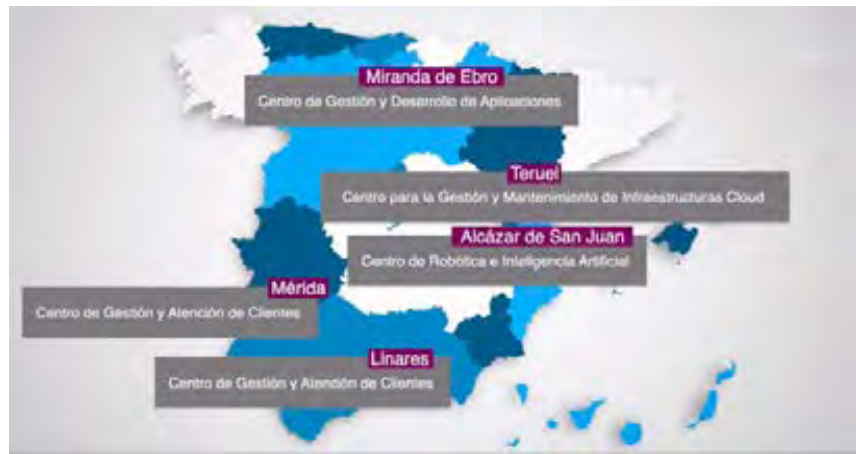 Miranda de Ebro
Centro de Gestión y Desarrollo de Aplicaciones
Teruel
Centro para la Gestión y Mantenimiento de Infraestructuras Cloud
Alcázar de San Juan
Centro de Robótica e Inteligencia Artificial
Mérida
Centro de Gestión y Atención de Clientes
Linares
Centro de Gestión y Atención de Clientes